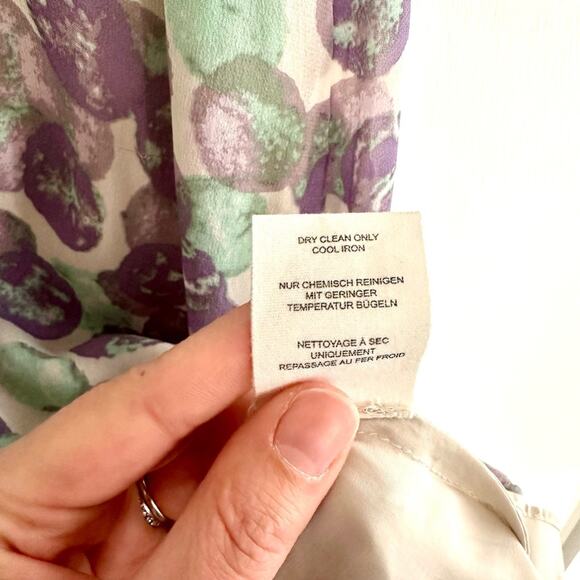 DRY CLEAN ONLY
COOL IRON
NUR CHEMISCH REINIGEN
MIT GERINGER
TEMPERATUR BÜGELN
NETTOYAGE À SEC
UNIQUEMENT
REPASSAGE AU FER FROID